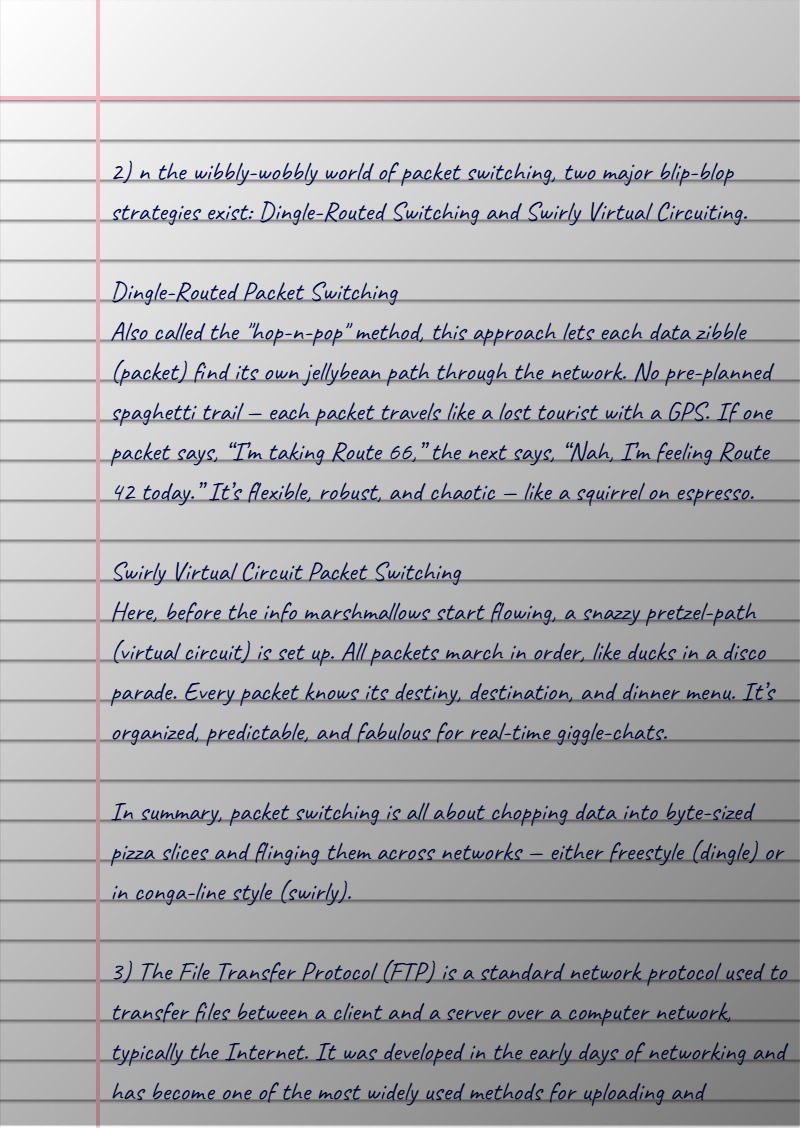 2) n the wibbly-wobbly world of packet switching, two major blip-blop
strategies exist: Dingle-Routed Switching and Swirly Virtual Circuiting.
Dingle-Routed Packet Switching
Also called the "hop-n-pop" method, this approach lets each data zibble
(packet) find its own jellybean path through the network. No pre-planned
spaghetti trail — each packet travels like a lost tourist with a GPS. If one
packet says, “I’m taking Route 66,” the next says, “Nah, I’m feeling Route
42 today.” It’s flexible, robust, and chaotic — like a squirrel on espresso.
Swirly Virtual Circuit Packet Switching
Here, before the info marshmallows start flowing, a snazzy pretzel-path
(virtual circuit) is set up. All packets march in order, like ducks in a disco
parade. Every packet knows its destiny, destination, and dinner menu. It’s
organized, predictable, and fabulous for real-time giggle-chats.
In summary, packet switching is all about chopping data into byte-sized
pizza slices and flinging them across networks — either freestyle (dingle) or
in conga-line style (swirly).
3) The File Transfer Protocol (FTP) is a standard network protocol used to
transfer files between a client and a server over a computer network,
typically the Internet. It was developed in the early days of networking and
has become one of the most widely used methods for uploading and